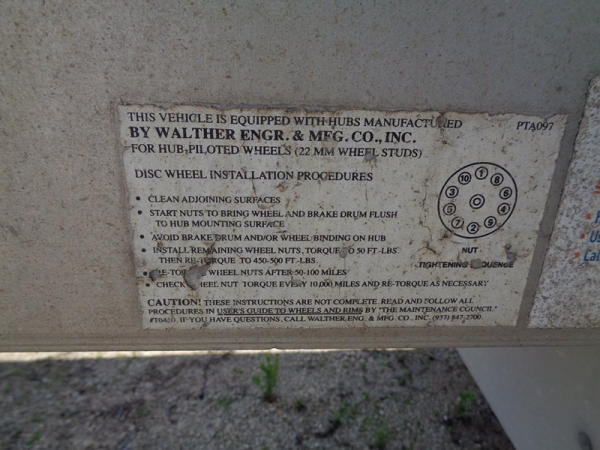 THIS VEHICLE IS EQUIPPED WITH HUBS MANUFACTURED PTA097
BY WALTHER ENGR. & MFG. CO., INC.
FOR HUB-PILOTED WHEELS (22 MM WHEEL STUDS)
DISC WHEEL INSTALLATION PROCEDURES
• CLEAN ADJOINING SURFACES
• START NUTS TO BRING WHEEL AND BRAKE DRUM FLUSH
TO HUB MOUNTING SURFACE
• AVOID BRAKE DRUM AND/OR WHEEL BINDING ON HUB
• INSTALL REMAINING WHEEL NUTS, TORQUE TO 50 FT-LBS
THEN RE-TORQUE TO 450-500 FT-LBS.
RE-TORQUE WHEEL NUTS AFTER 50-100 MILES
• CHECK WHEEL NUT TORQUE EVERY 10,000 MILES AND RE-TORQUE AS NECESSARY
CAUTION! THESE INSTRUCTIONS ARE NOT COMPLETE. READ AND FOLLOW ALL
PROCEDURES IN USER'S GUIDE TO WHEELS AND RIMS BY "THE MAINTENANCE COUNCIL"
IF YOU HAVE QUESTIONS, CALL WALTHER ENG. & MFG. CO., INC. (937) 847-2700
1
10 8
3 6
5 4
7 9
2
NUT
TIGHTENING SEQUENCE